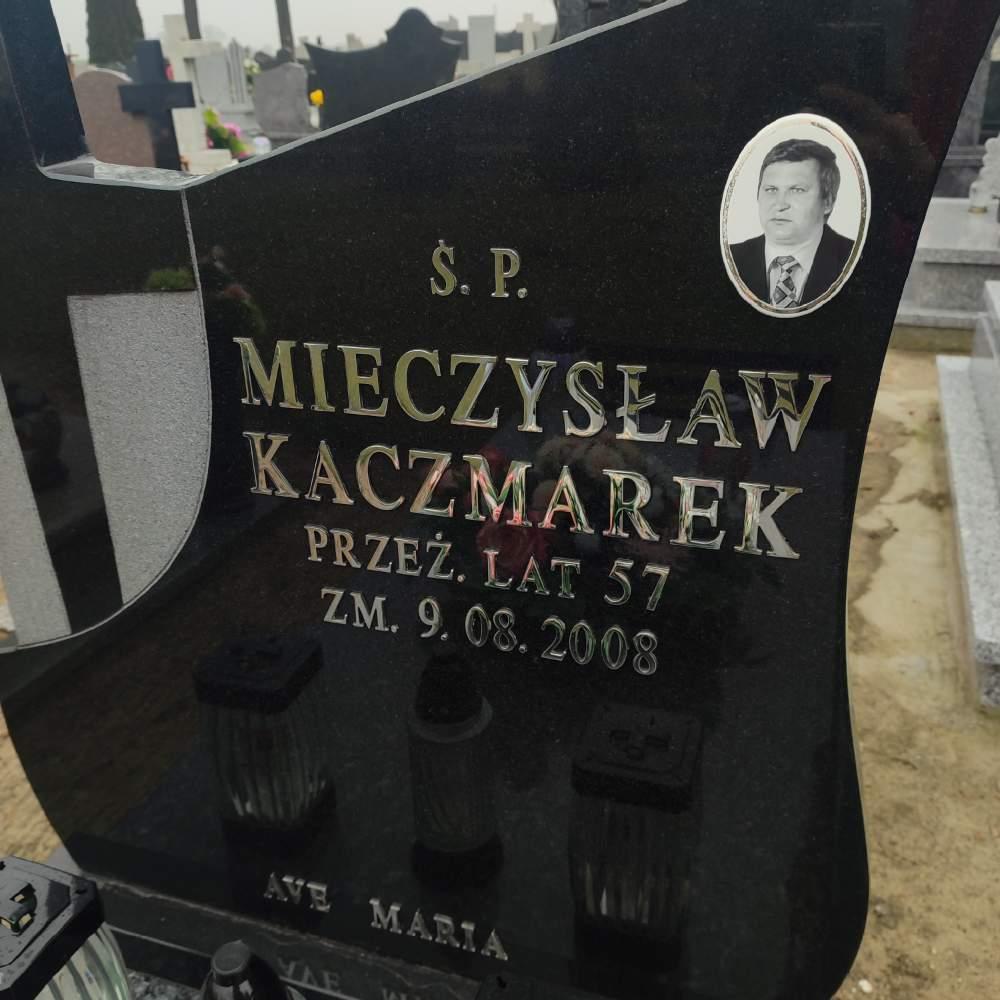 Ś. P.
MIECZYSŁAW
KACZMAREK
PRZEŻ. LAT 57
ZM. 9. 08. 2008
AVE MARIA